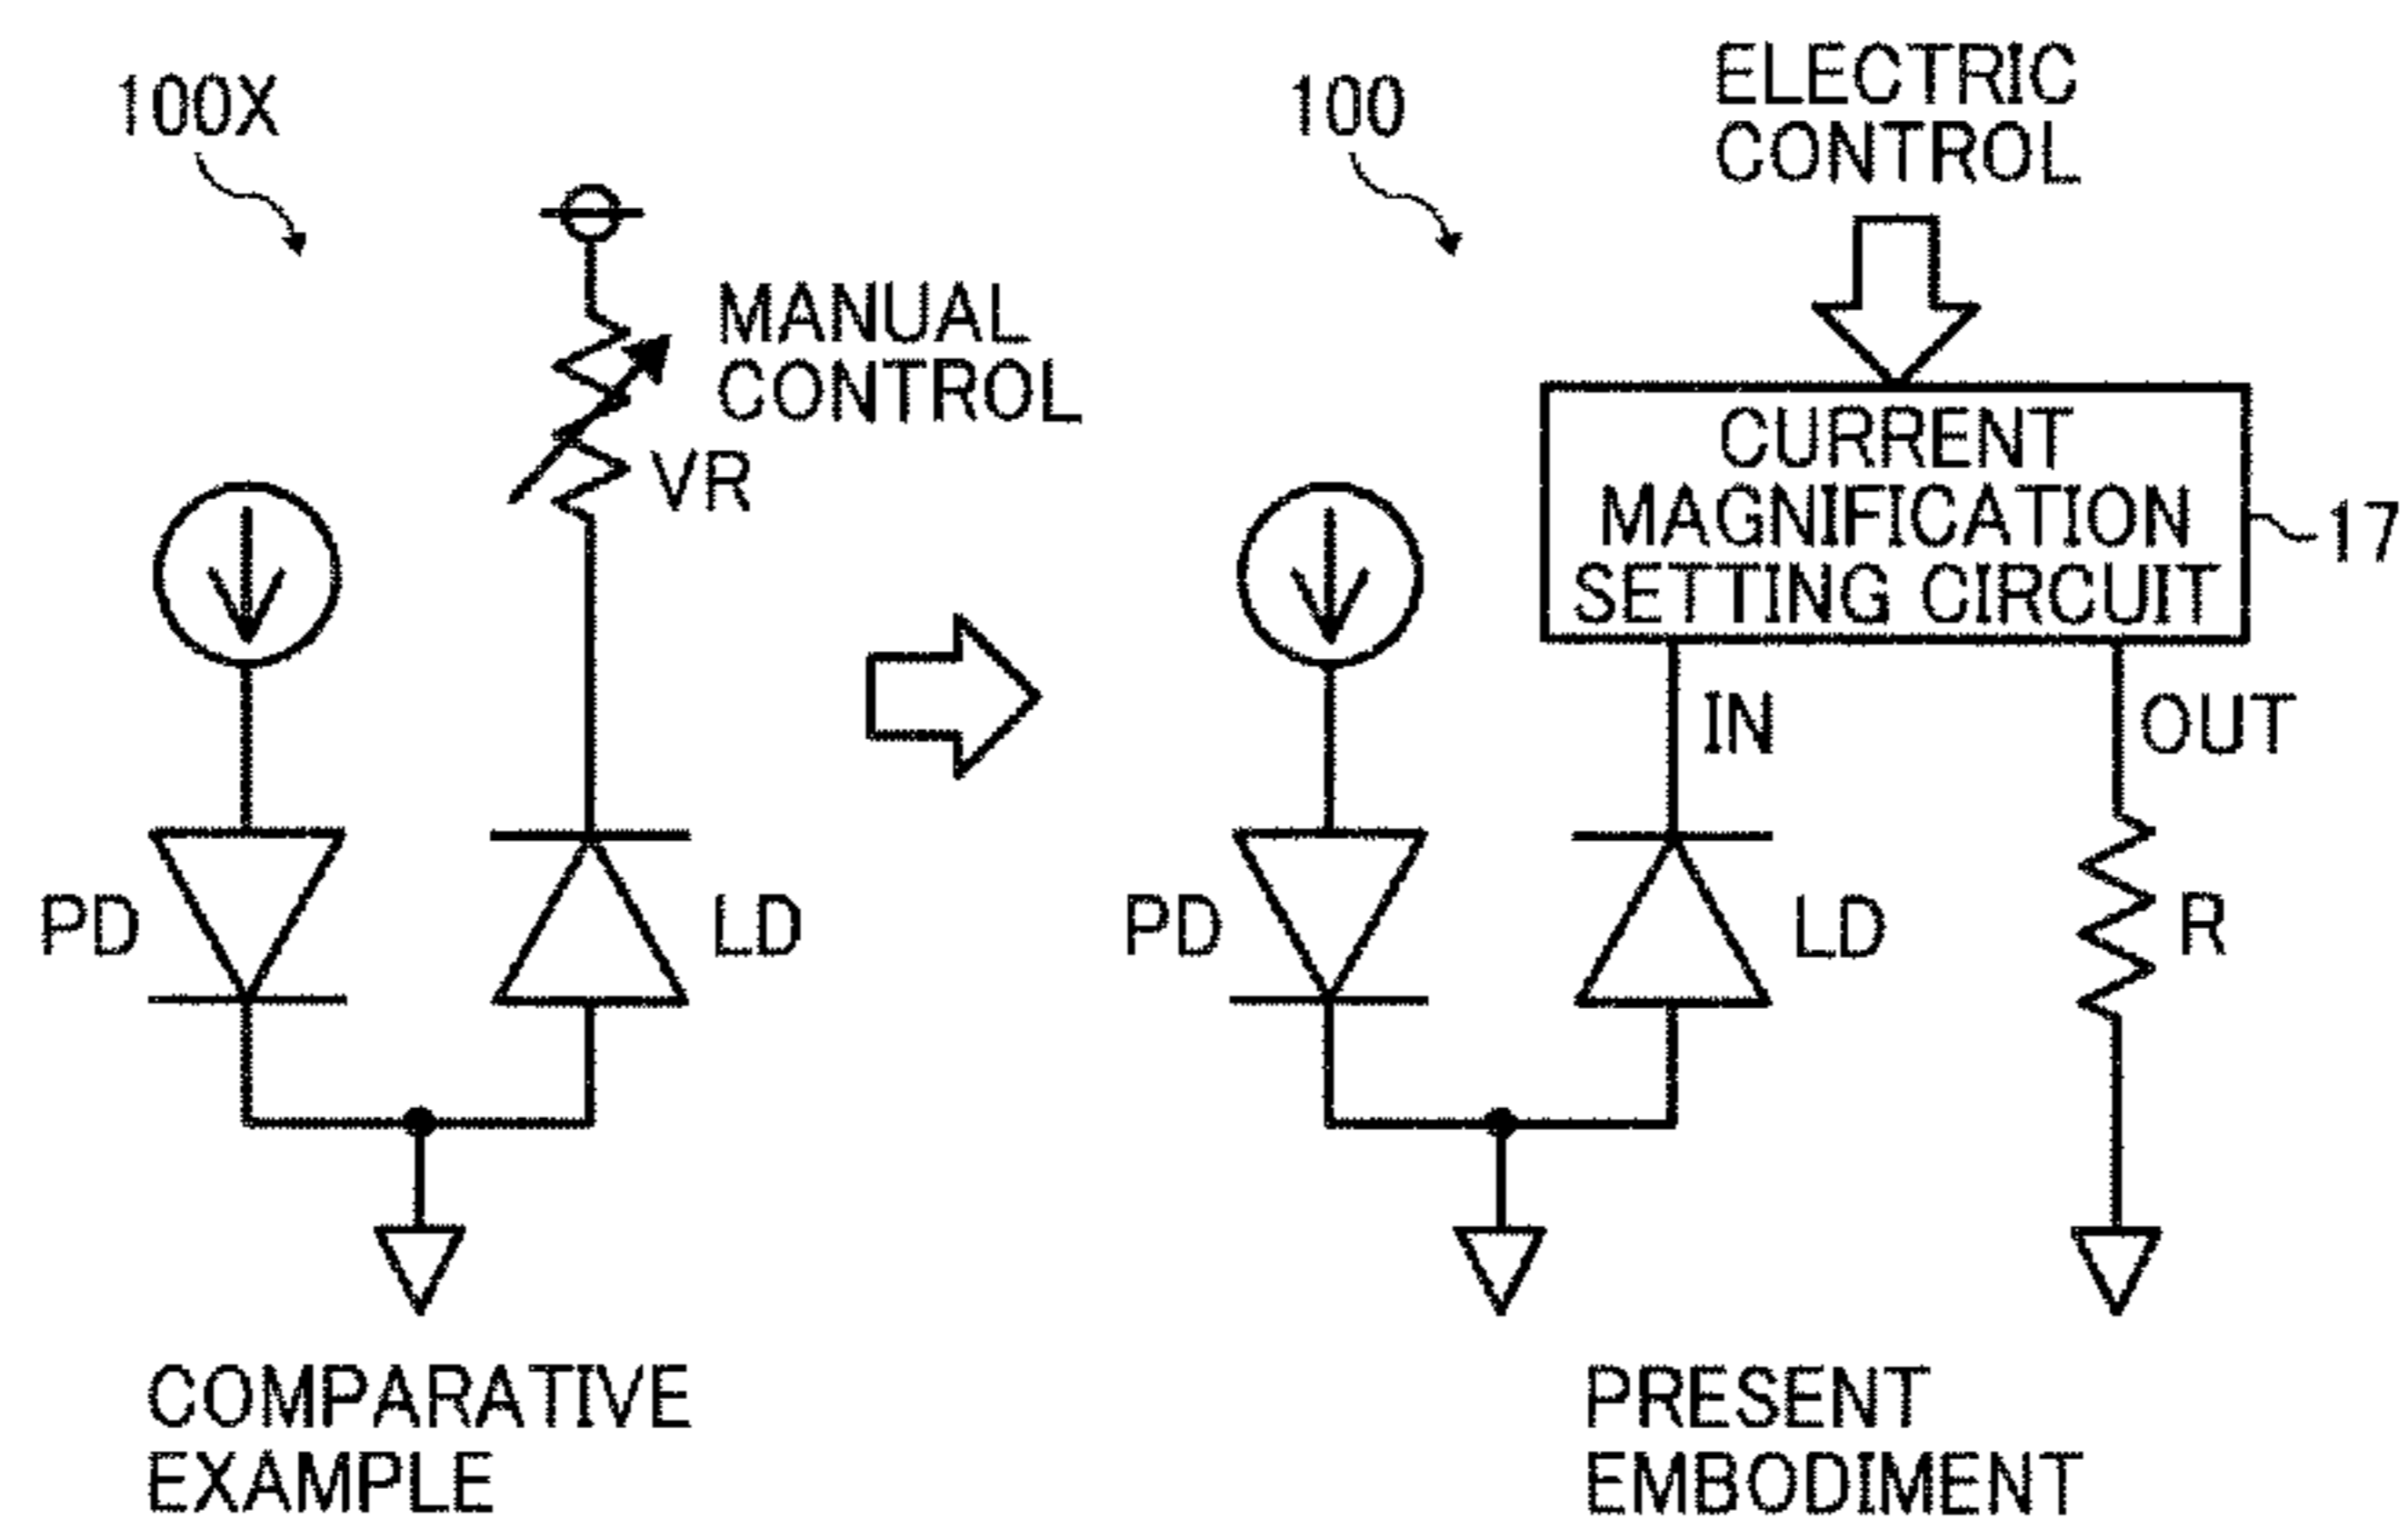 100X
MANUAL
CONTROL
VR
PD
LD
COMPARATIVE
EXAMPLE
100
ELECTRIC
CONTROL
CURRENT
MAGNIFICATION
SETTING CIRCUIT
17
IN
OUT
PD
LD
R
PRESENT
EMBODIMENT